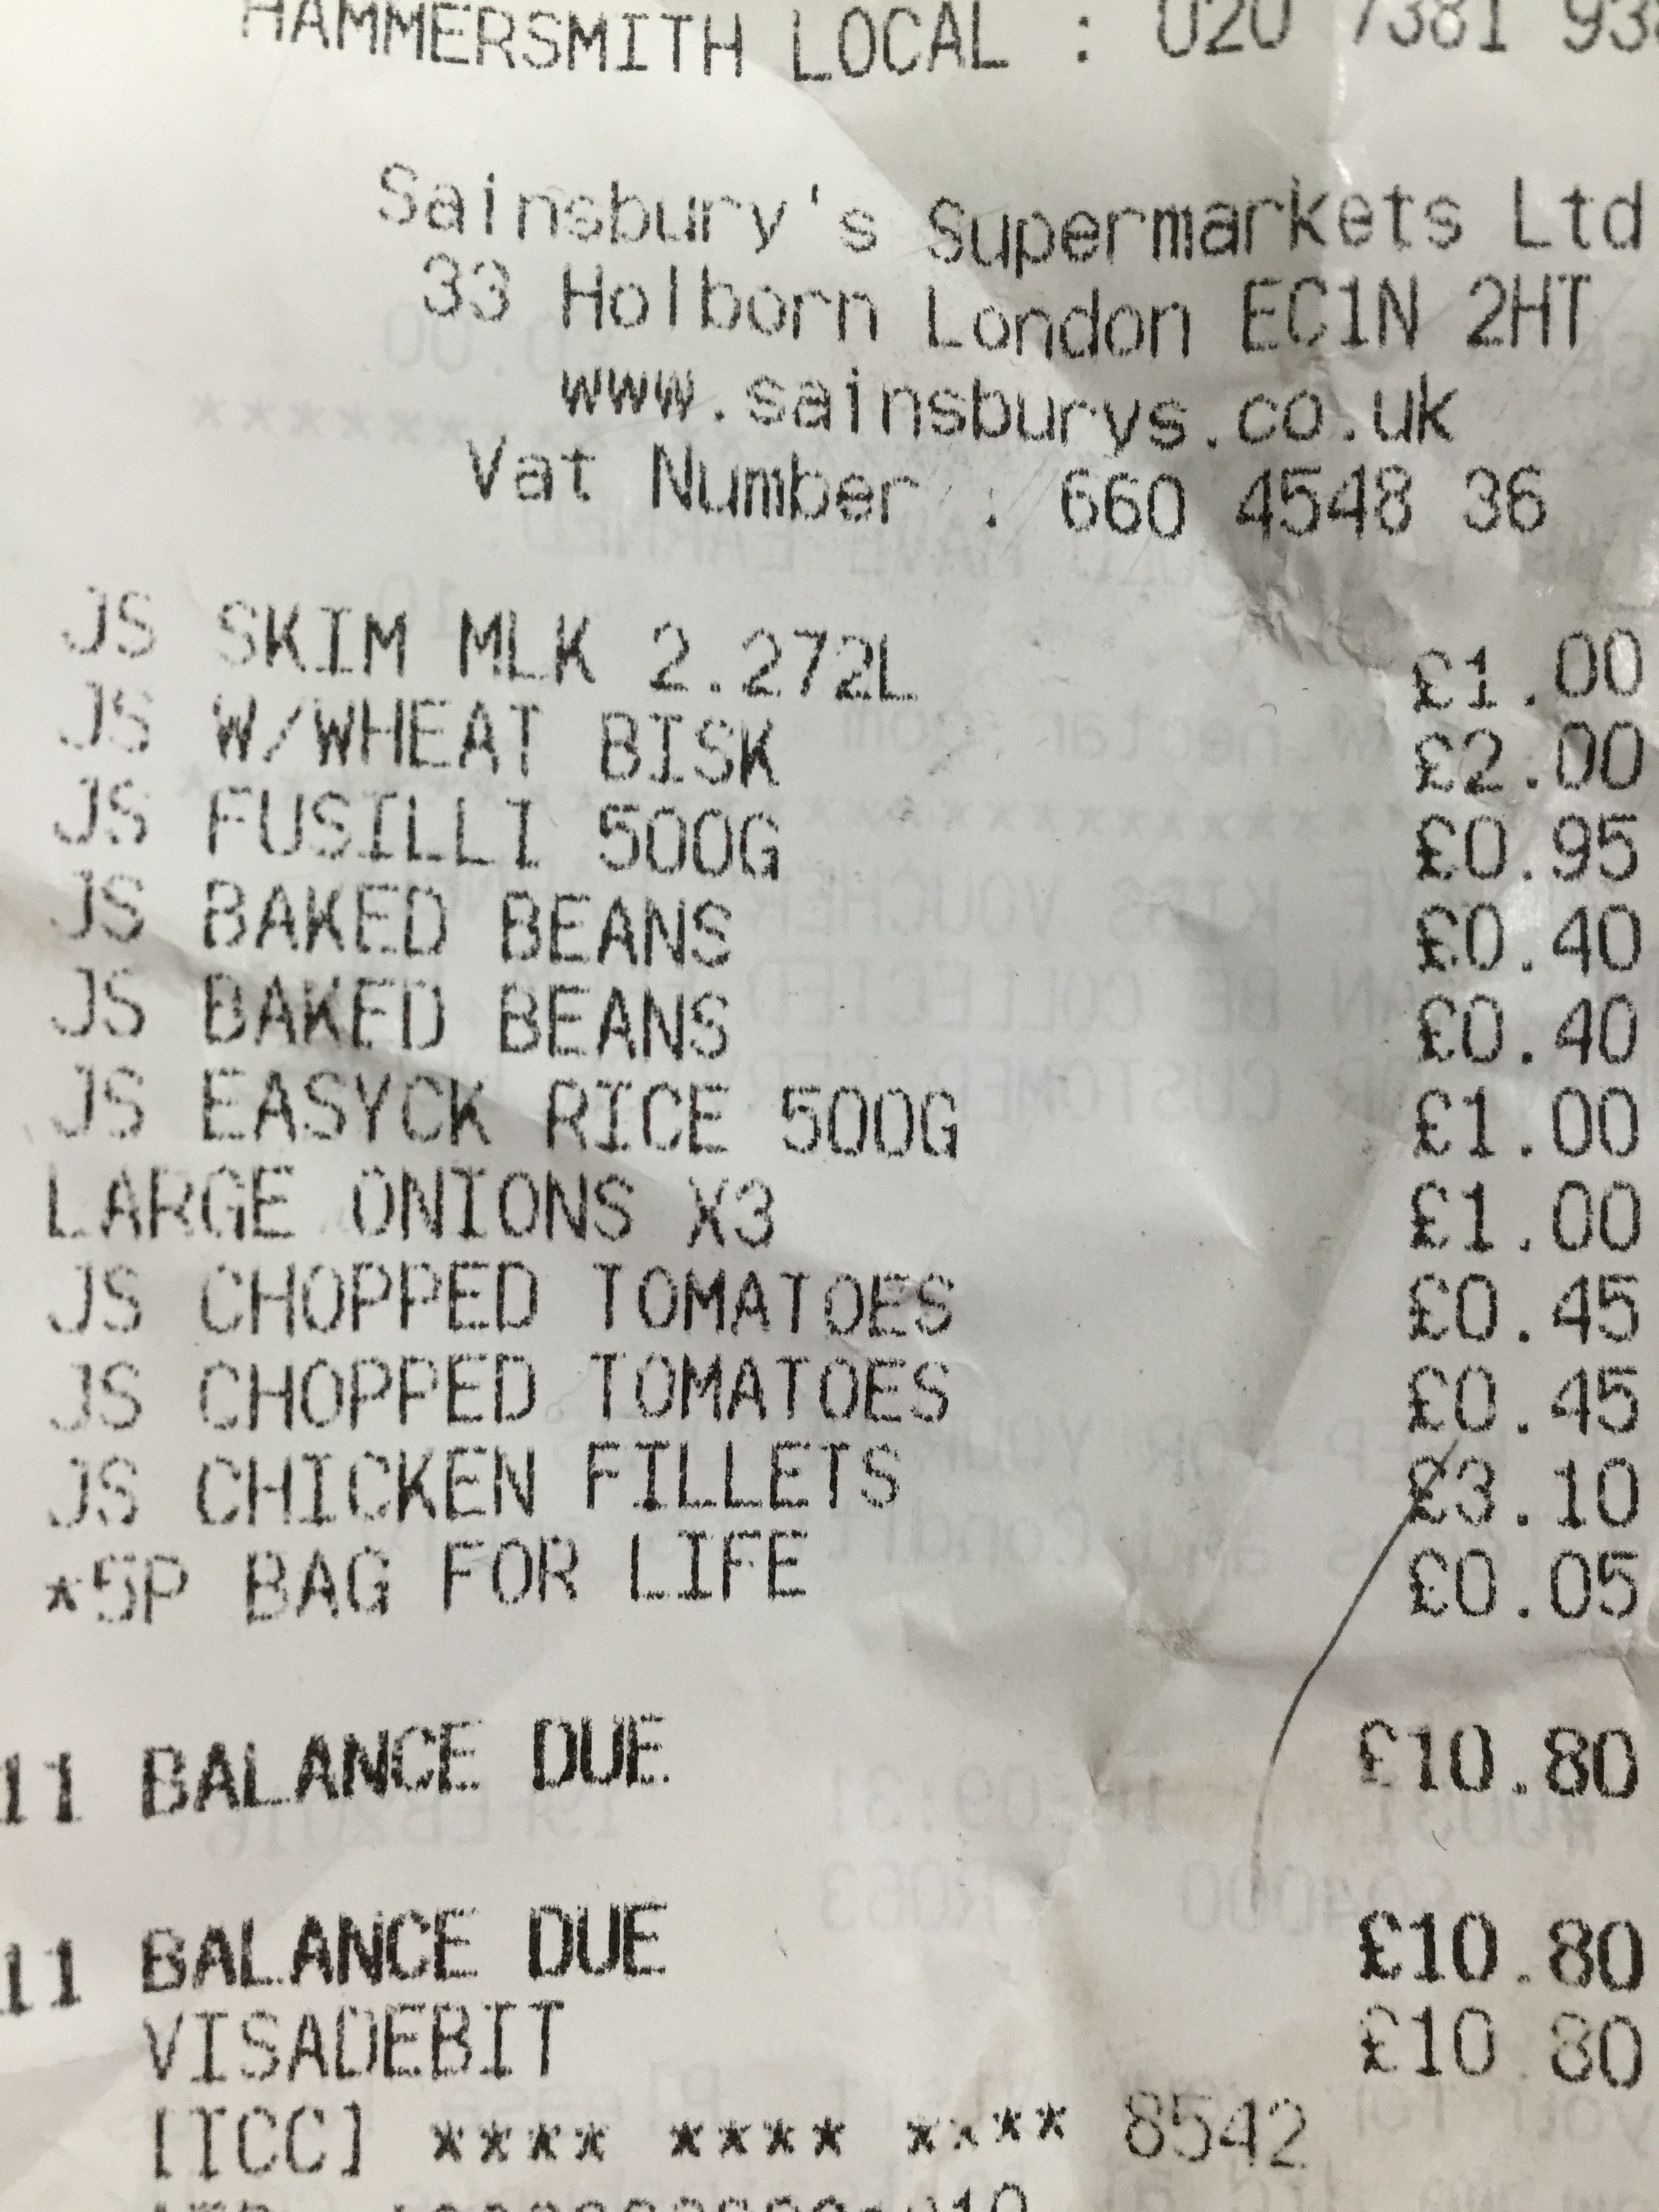 HAMMERSMITH LOCAL : 020 7381
Sainsbury's Supermarkets Ltd
33 Holborn London EC1N 2HT
www.sainsburys.co.uk
Vat Number : 660 4548 36
JS SKIM MLK 2.272L £1.00
JS W/WHEAT BISK £2.00
JS FUSILLI 500G £0.95
JS BAKED BEANS £0.40
JS BAKED BEANS £0.40
JS EASYCK RICE 500G £1.00
LARGE ONIONS X3 £1.00
JS CHOPPED TOMATOES £0.45
JS CHOPPED TOMATOES £0.45
JS CHICKEN FILLETS £3.10
*5P BAG FOR LIFE £0.05
11 BALANCE DUE £10.80
11 BALANCE DUE £10.80
VISADEBIT £10.80
[ICC] **** **** **** 8542